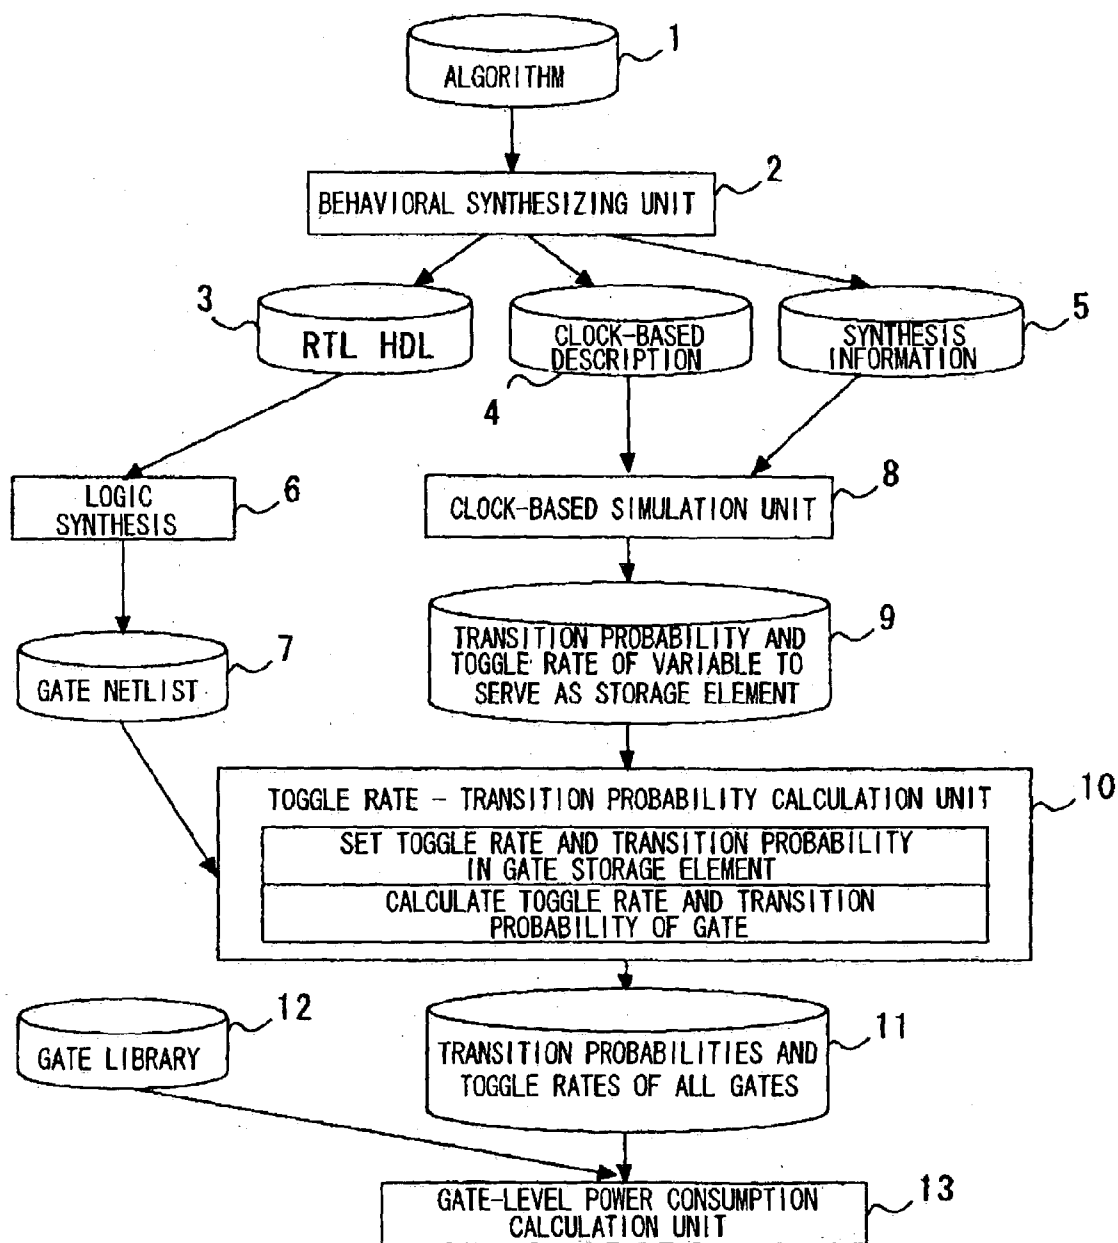 1
ALGORITHM
2
BEHAVIORAL SYNTHESIZING UNIT
3
RTL HDL
CLOCK-BASED
DESCRIPTION
4
SYNTHESIS
INFORMATION
5
LOGIC
SYNTHESIS
6
CLOCK-BASED SIMULATION UNIT
8
GATE NETLIST
7
TRANSITION PROBABILITY AND
TOGGLE RATE OF VARIABLE TO
SERVE AS STORAGE ELEMENT
9
TOGGLE RATE - TRANSITION PROBABILITY CALCULATION UNIT
10
SET TOGGLE RATE AND TRANSITION PROBABILITY
IN GATE STORAGE ELEMENT
CALCULATE TOGGLE RATE AND TRANSITION
PROBABILITY OF GATE
12
GATE LIBRARY
11
TRANSITION PROBABILITIES AND
TOGGLE RATES OF ALL GATES
GATE-LEVEL POWER CONSUMPTION
CALCULATION UNIT
13